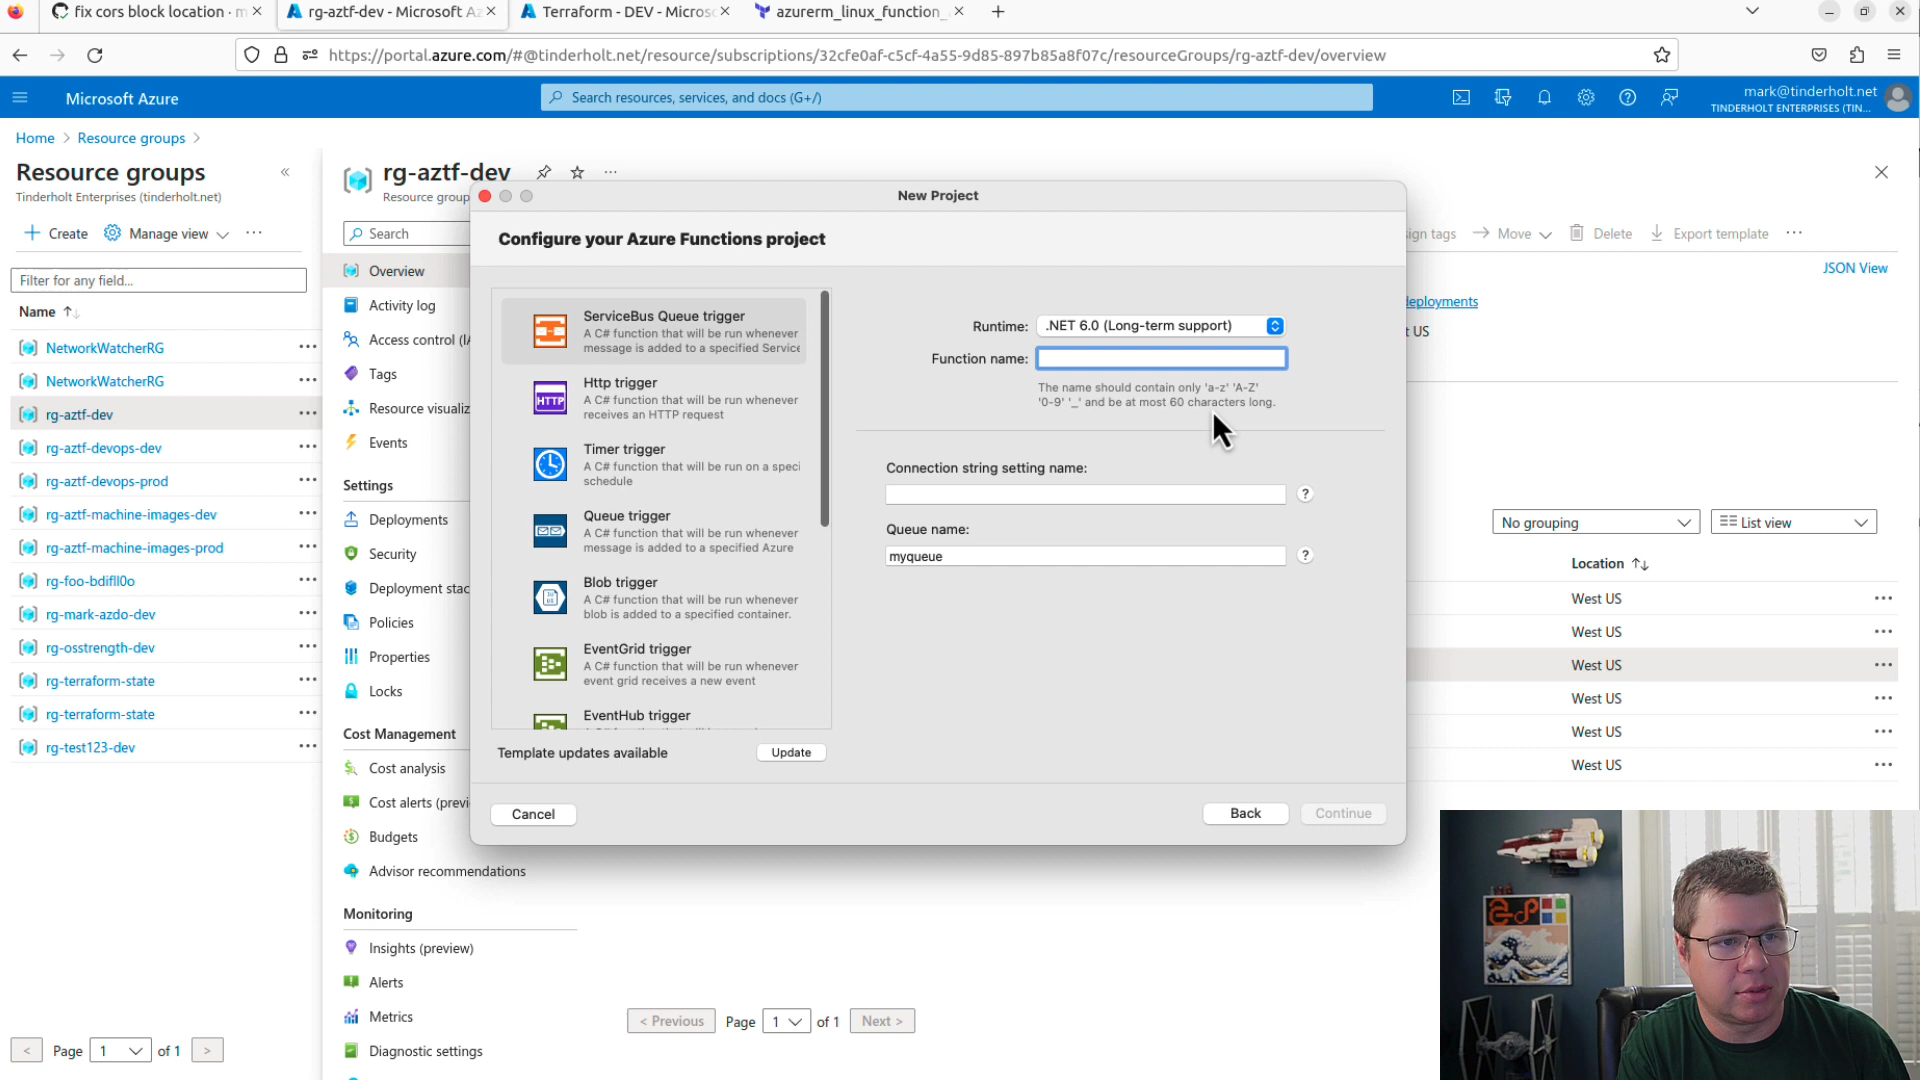 fix cors block location · m
rg-aztf-dev - Microsoft Az
Terraform - DEV - Micros
azurerm_linux_function_
https://portal.azure.com/#@tinderholt.net/resource/subscriptions/32cfe0af-c5cf-4a55-9d85-897b85a8f07c/resourceGroups/rg-aztf-dev/overview
Microsoft Azure
Search resources, services, and docs (G+/)
mark@tinderholt.net
TINDERHOLT ENTERPRISES (TIN...
Home > Resource groups >
Resource groups
Tinderholt Enterprises (tinderholt.net)
Create
Manage view
Filter for any field...
Name
NetworkWatcherRG
NetworkWatcherRG
rg-aztf-dev
rg-aztf-devops-dev
rg-aztf-devops-prod
rg-aztf-machine-images-dev
rg-aztf-machine-images-prod
rg-foo-bdifll0o
rg-mark-azdo-dev
rg-osstrength-dev
rg-terraform-state
rg-terraform-state
rg-test123-dev
< Page 1 of 1 >
rg-aztf-dev
Resource group
Search
Overview
Activity log
Access control (IA
Tags
Resource visualiz
Events
Settings
Deployments
Security
Deployment stac
Policies
Properties
Locks
Cost Management
Cost analysis
Cost alerts (previ
Budgets
Advisor recommendations
Monitoring
Insights (preview)
Alerts
Metrics
Diagnostic settings
New Project
Configure your Azure Functions project
ServiceBus Queue trigger
A C# function that will be run whenever
message is added to a specified Service
Http trigger
A C# function that will be run whenever
receives an HTTP request
HTTP
Timer trigger
A C# function that will be run on a speci
schedule
Queue trigger
A C# function that will be run whenever
message is added to a specified Azure
Blob trigger
A C# function that will be run whenever
blob is added to a specified container.
EventGrid trigger
A C# function that will be run whenever
event grid receives a new event
EventHub trigger
Template updates available
Update
Runtime: .NET 6.0 (Long-term support)
Function name:
The name should contain only 'a-z' 'A-Z'
'0-9' '_' and be at most 60 characters long.
Connection string setting name:
?
Queue name:
myqueue
?
Cancel
Back
Continue
sign tags
Move
Delete
Export template
JSON View
deployments
t US
No grouping
List view
Location
West US
West US
West US
West US
West US
West US
< Previous Page 1 of 1 Next >